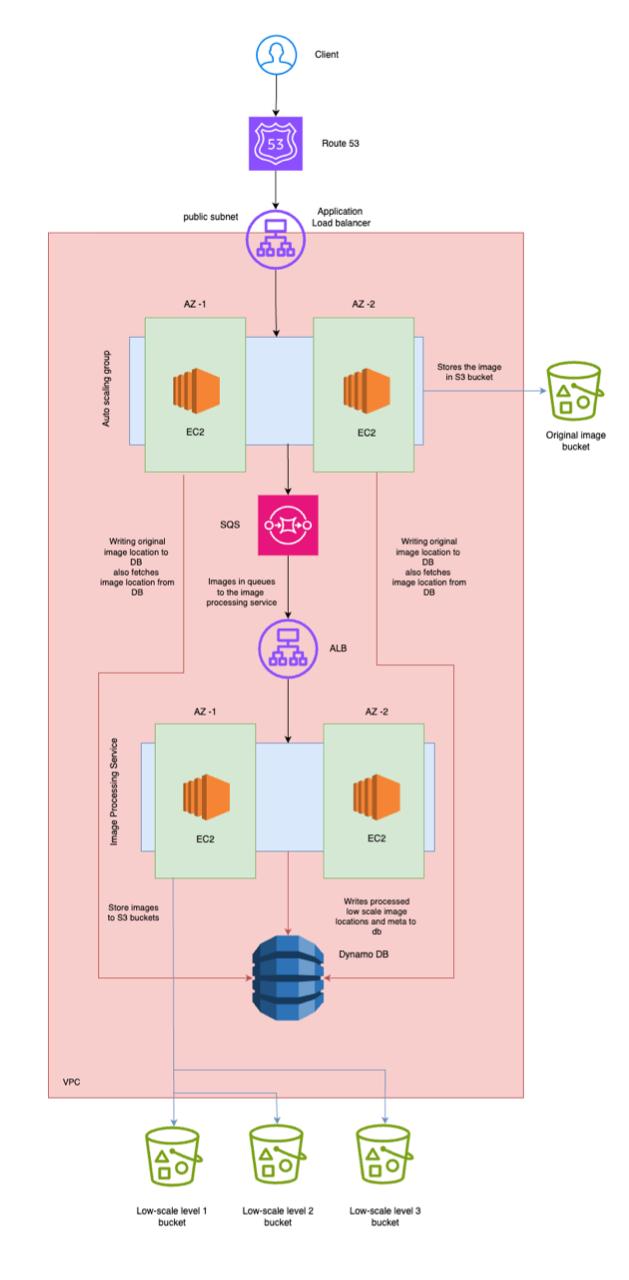 Client
53
Route 53
public subnet
Application
Load balancer
AZ -1
AZ -2
Auto scaling group
EC2
EC2
Stores the image
in S3 bucket
Original image
bucket
SQS
Writing original
image location to
DB
also fetches
image location from
DB
Writing original
image location to
DB
also fetches
image location from
DB
Images in queues
to the image
processing service
ALB
AZ -1
AZ -2
Image Processing Service
EC2
EC2
Store images
to S3 buckets
Writes processed
low scale image
locations and meta to
db
Dynamo DB
VPC
Low-scale level 1
bucket
Low-scale level 2
bucket
Low-scale level 3
bucket